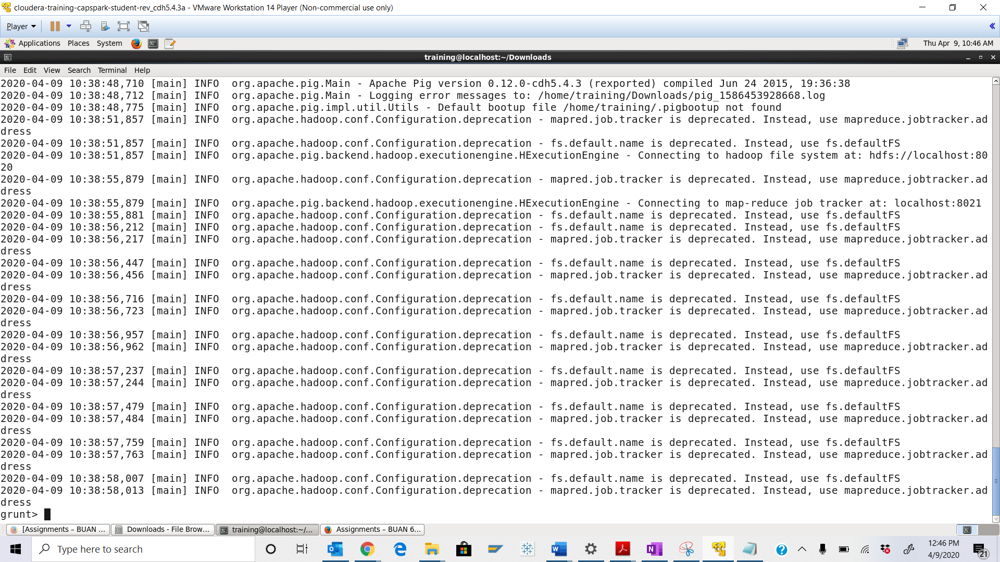 cloudera-training-capspark-student-rev_cdh5.4.3a - VMware Workstation 14 Player (Non-commercial use only)
Player
Applications Places System Thu Apr 9, 10:46 AM
training@localhost:~/Downloads
File Edit View Search Terminal Help
2020-04-09 10:38:48,710 [main] INFO  org.apache.pig.Main - Apache Pig version 0.12.0-cdh5.4.3 (rexported) compiled Jun 24 2015, 19:36:38
2020-04-09 10:38:48,712 [main] INFO  org.apache.pig.Main - Logging error messages to: /home/training/Downloads/pig_1586453928668.log
2020-04-09 10:38:48,775 [main] INFO  org.apache.pig.impl.util.Utils - Default bootup file /home/training/.pigbootup not found
2020-04-09 10:38:51,857 [main] INFO  org.apache.hadoop.conf.Configuration.deprecation - mapred.job.tracker is deprecated. Instead, use mapreduce.jobtracker.ad
dress
2020-04-09 10:38:51,857 [main] INFO  org.apache.hadoop.conf.Configuration.deprecation - fs.default.name is deprecated. Instead, use fs.defaultFS
2020-04-09 10:38:51,857 [main] INFO  org.apache.pig.backend.hadoop.executionengine.HExecutionEngine - Connecting to hadoop file system at: hdfs://localhost:80
20
2020-04-09 10:38:55,879 [main] INFO  org.apache.hadoop.conf.Configuration.deprecation - mapred.job.tracker is deprecated. Instead, use mapreduce.jobtracker.ad
dress
2020-04-09 10:38:55,879 [main] INFO  org.apache.pig.backend.hadoop.executionengine.HExecutionEngine - Connecting to map-reduce job tracker at: localhost:8021
2020-04-09 10:38:55,881 [main] INFO  org.apache.hadoop.conf.Configuration.deprecation - fs.default.name is deprecated. Instead, use fs.defaultFS
2020-04-09 10:38:56,212 [main] INFO  org.apache.hadoop.conf.Configuration.deprecation - fs.default.name is deprecated. Instead, use fs.defaultFS
2020-04-09 10:38:56,217 [main] INFO  org.apache.hadoop.conf.Configuration.deprecation - mapred.job.tracker is deprecated. Instead, use mapreduce.jobtracker.ad
dress
2020-04-09 10:38:56,447 [main] INFO  org.apache.hadoop.conf.Configuration.deprecation - fs.default.name is deprecated. Instead, use fs.defaultFS
2020-04-09 10:38:56,456 [main] INFO  org.apache.hadoop.conf.Configuration.deprecation - mapred.job.tracker is deprecated. Instead, use mapreduce.jobtracker.ad
dress
2020-04-09 10:38:56,716 [main] INFO  org.apache.hadoop.conf.Configuration.deprecation - fs.default.name is deprecated. Instead, use fs.defaultFS
2020-04-09 10:38:56,723 [main] INFO  org.apache.hadoop.conf.Configuration.deprecation - mapred.job.tracker is deprecated. Instead, use mapreduce.jobtracker.ad
dress
2020-04-09 10:38:56,957 [main] INFO  org.apache.hadoop.conf.Configuration.deprecation - fs.default.name is deprecated. Instead, use fs.defaultFS
2020-04-09 10:38:56,962 [main] INFO  org.apache.hadoop.conf.Configuration.deprecation - mapred.job.tracker is deprecated. Instead, use mapreduce.jobtracker.ad
dress
2020-04-09 10:38:57,237 [main] INFO  org.apache.hadoop.conf.Configuration.deprecation - fs.default.name is deprecated. Instead, use fs.defaultFS
2020-04-09 10:38:57,244 [main] INFO  org.apache.hadoop.conf.Configuration.deprecation - mapred.job.tracker is deprecated. Instead, use mapreduce.jobtracker.ad
dress
2020-04-09 10:38:57,479 [main] INFO  org.apache.hadoop.conf.Configuration.deprecation - fs.default.name is deprecated. Instead, use fs.defaultFS
2020-04-09 10:38:57,484 [main] INFO  org.apache.hadoop.conf.Configuration.deprecation - mapred.job.tracker is deprecated. Instead, use mapreduce.jobtracker.ad
dress
2020-04-09 10:38:57,759 [main] INFO  org.apache.hadoop.conf.Configuration.deprecation - fs.default.name is deprecated. Instead, use fs.defaultFS
2020-04-09 10:38:57,763 [main] INFO  org.apache.hadoop.conf.Configuration.deprecation - mapred.job.tracker is deprecated. Instead, use mapreduce.jobtracker.ad
dress
2020-04-09 10:38:58,007 [main] INFO  org.apache.hadoop.conf.Configuration.deprecation - fs.default.name is deprecated. Instead, use fs.defaultFS
2020-04-09 10:38:58,013 [main] INFO  org.apache.hadoop.conf.Configuration.deprecation - mapred.job.tracker is deprecated. Instead, use mapreduce.jobtracker.ad
dress
grunt>
[Assignments – BUAN ... Downloads - File Brow... training@localhost:~/... Assignments – BUAN 6...
Type here to search
12:46 PM
4/9/2020
21